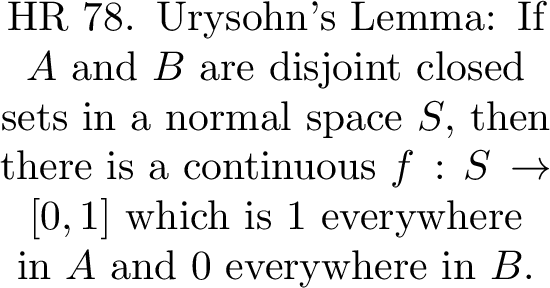 HR 78. Urysohn's Lemma: If
A and B are disjoint closed
sets in a normal space S, then
there is a continuous f : S →
[0, 1] which is 1 everywhere
in A and 0 everywhere in B.